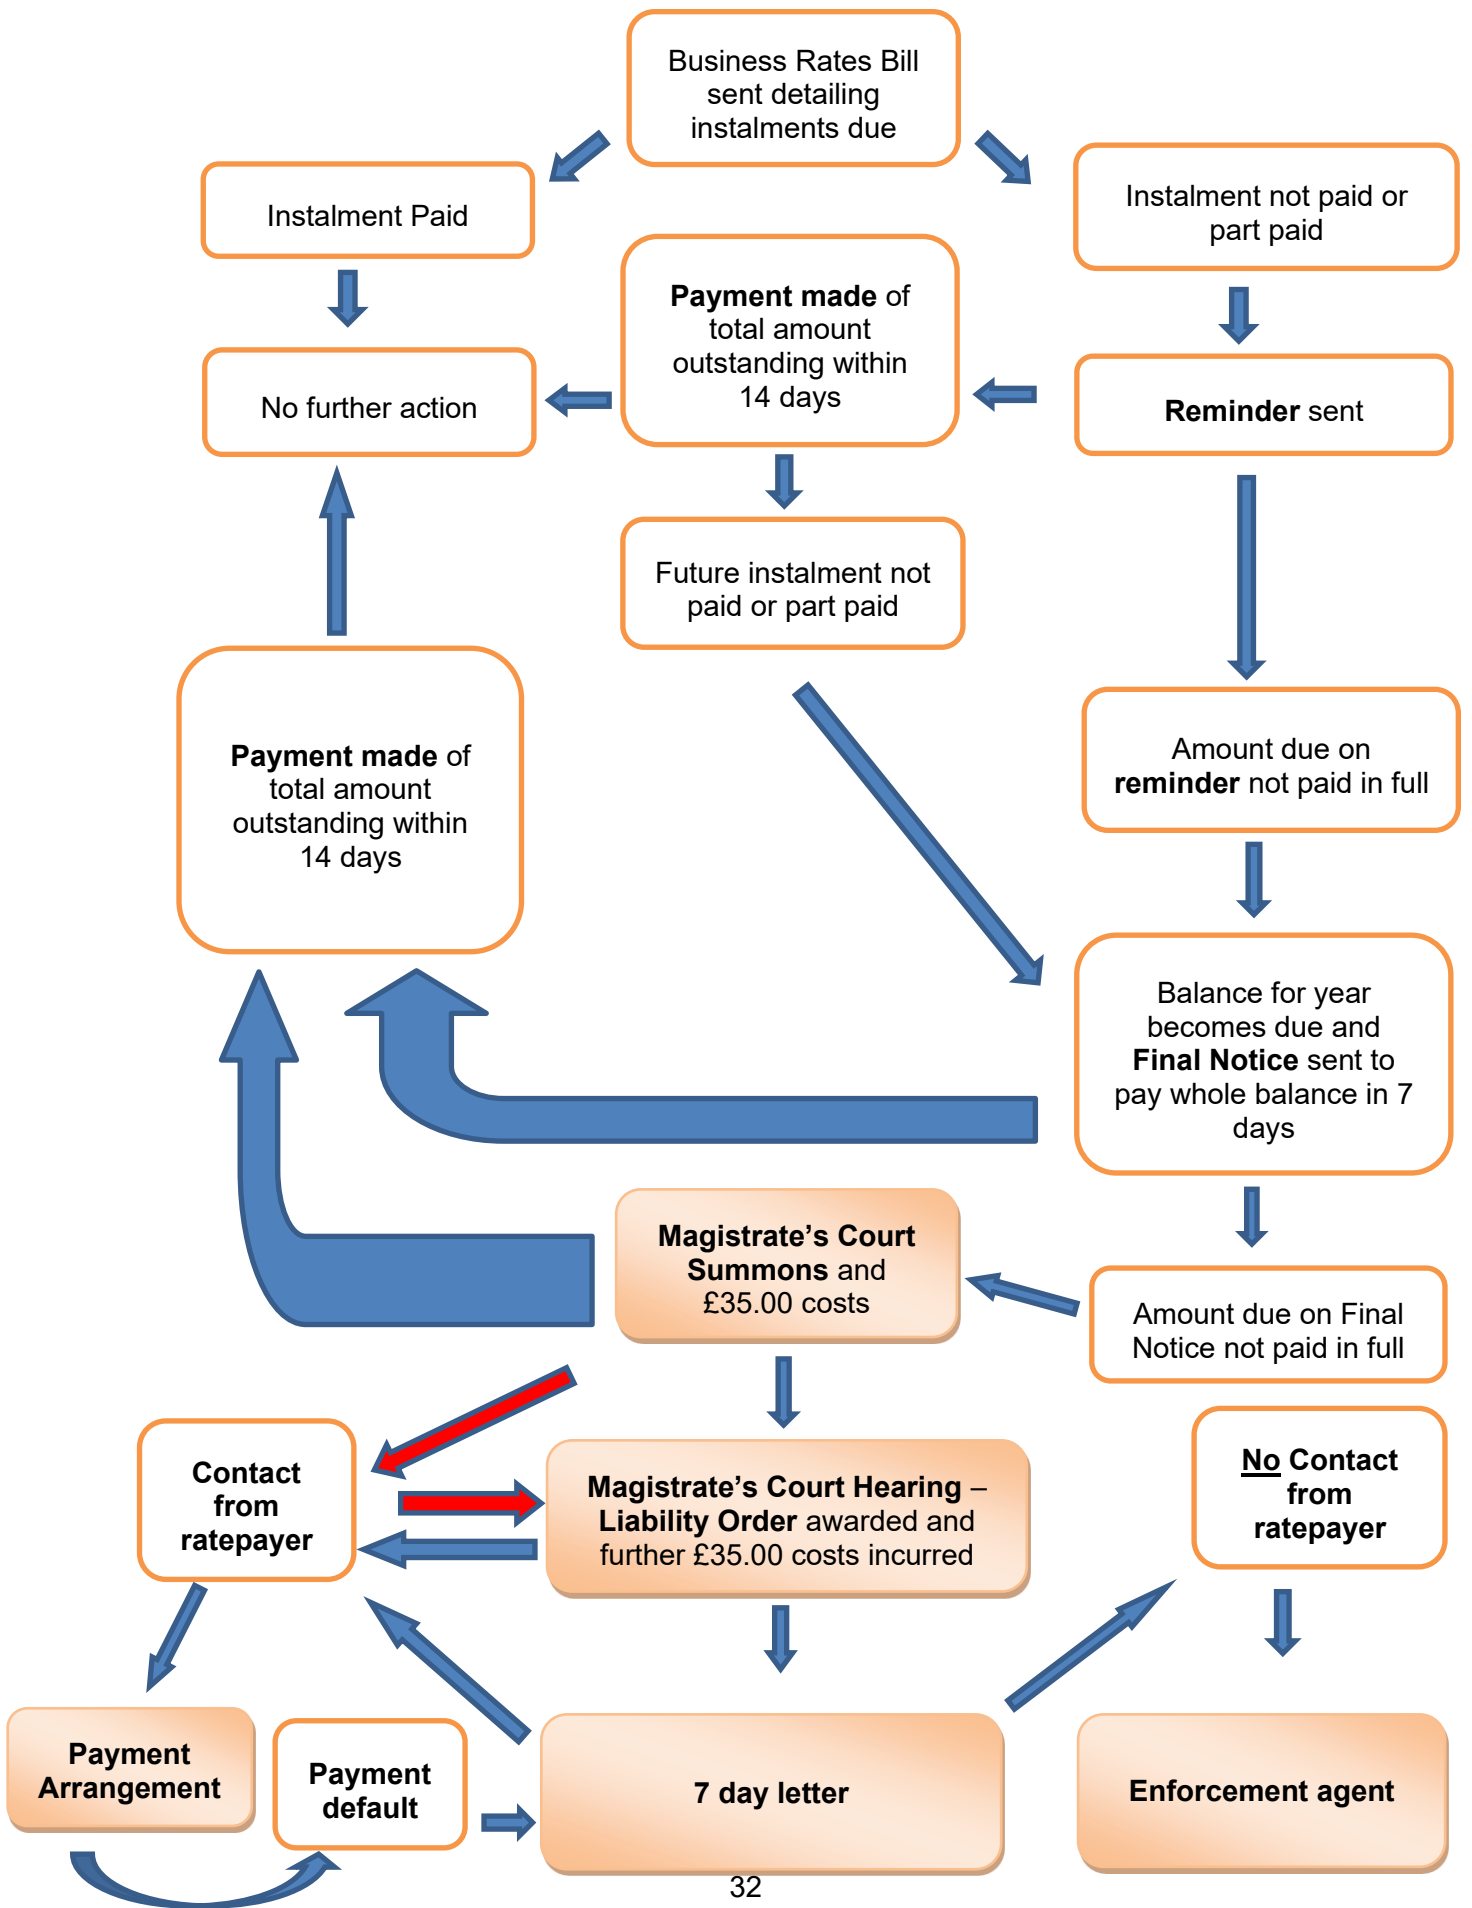 Business Rates Bill
sent detailing
instalments due
Instalment Paid
Instalment not paid or
part paid
Payment made of
total amount
outstanding within
14 days
No further action
Reminder sent
Future instalment not
paid or part paid
Payment made of
total amount
outstanding within
14 days
Amount due on
reminder not paid in full
Balance for year
becomes due and
Final Notice sent to
pay whole balance in 7
days
Magistrate’s Court
Summons and
£35.00 costs
Amount due on Final
Notice not paid in full
Contact
from
ratepayer
Magistrate’s Court Hearing –
Liability Order awarded and
further £35.00 costs incurred
No Contact
from
ratepayer
Payment
Arrangement
Payment
default
7 day letter
Enforcement agent
32